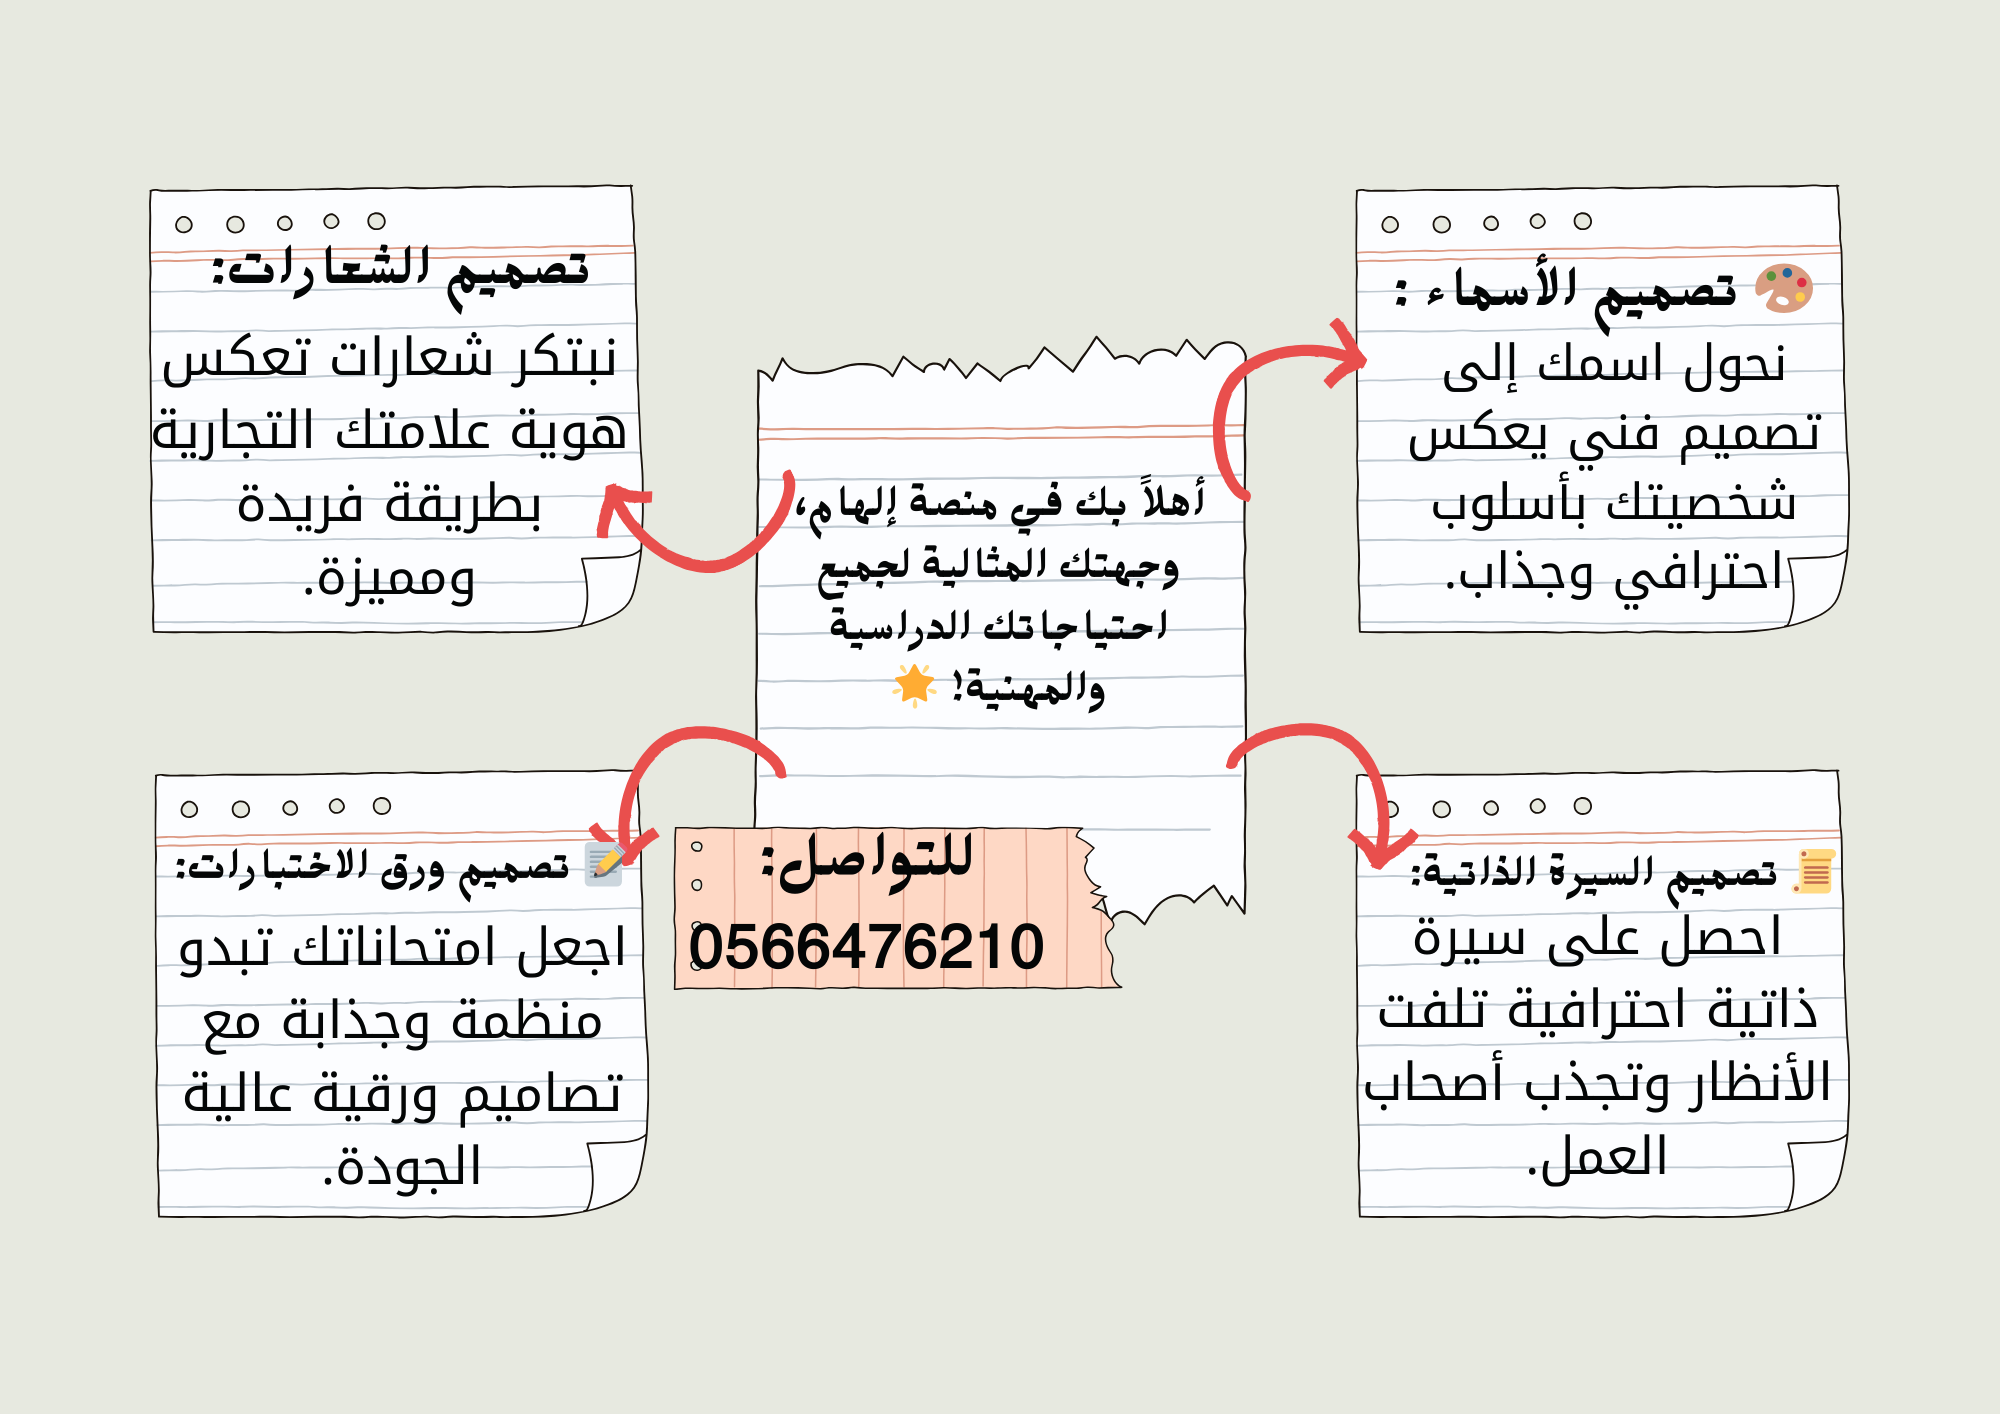 أهلاً بك في منصة إلهام،
وجهتك المثالية لجميع
احتياجاتك الدراسية
والمهنية! 🌟
🎨 تصميم الأسماء :
نحول اسمك إلى
تصميم فني يعكس
شخصيتك بأسلوب
احترافي وجذاب.
تصميم الشعارات:
نبتكر شعارات تعكس
هوية علامتك التجارية
بطريقة فريدة
ومميزة.
📜 تصميم السيرة الذاتية:
احصل على سيرة
ذاتية احترافية تلفت
الأنظار وتجذب أصحاب
العمل.
📝 تصميم ورق الاختبارات:
اجعل امتحاناتك تبدو
منظمة وجذابة مع
تصاميم ورقية عالية
الجودة.
للتواصل:
0566476210